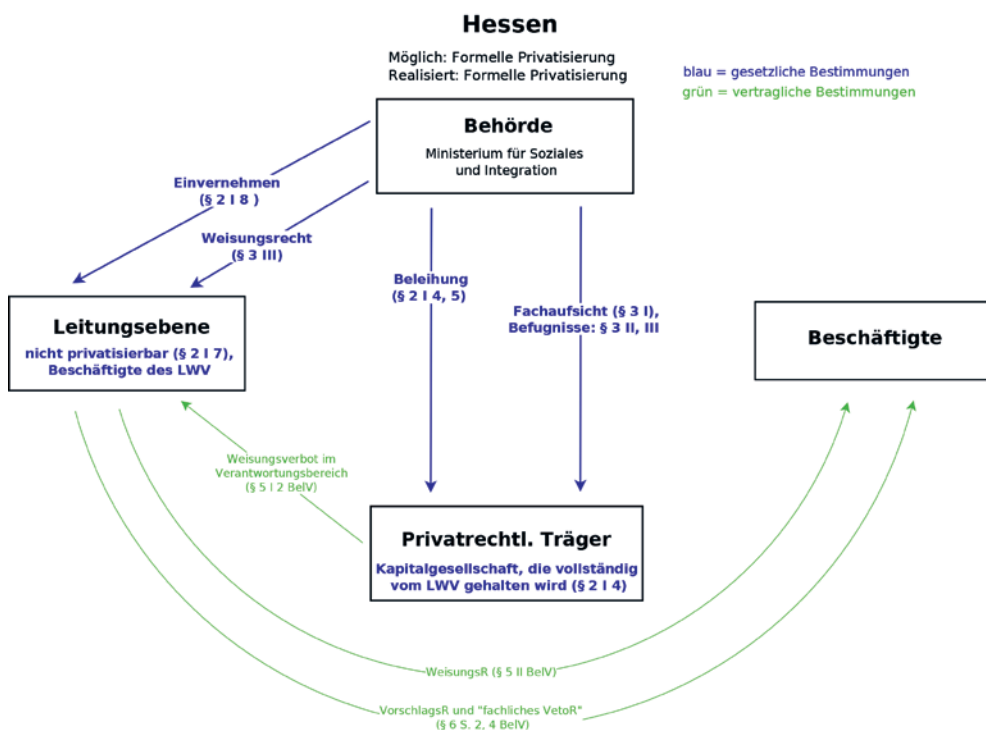 Hessen
Möglich: Formelle Privatisierung
Realisiert: Formelle Privatisierung
blau = gesetzliche Bestimmungen
grün = vertragliche Bestimmungen
Behörde
Ministerium für Soziales
und Integration
Einvernehmen
(§ 2 I 8 )
Weisungsrecht
(§ 3 III)
Beleihung
(§ 2 I 4, 5)
Fachaufsicht (§ 3 I),
Befugnisse: § 3 II, III
Leitungsebene
nicht privatisierbar (§ 2 I 7),
Beschäftigte des LWV
Beschäftigte
Weisungsverbot im
Verantwortungsbereich
(§ 5 I 2 BelV)
Privatrechtl. Träger
Kapitalgesellschaft, die vollständig
vom LWV gehalten wird (§ 2 I 4)
WeisungsR (§ 5 II BelV)
VorschlagsR und "fachliches VetoR"
(§ 6 S. 2, 4 BelV)